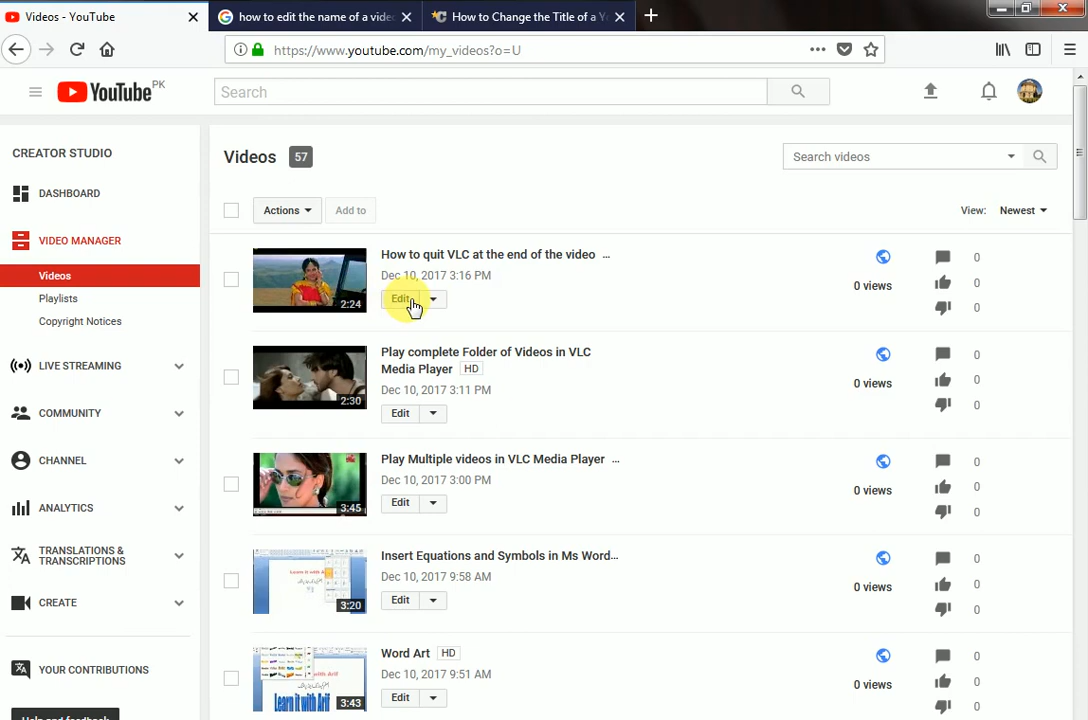 Videos - YouTube
how to edit the name of a vide
How to Change the Title of a Yo
https://www.youtube.com/my_videos?o=U
YouTube PK
Search
CREATOR STUDIO
Videos 57
Search videos
DASHBOARD
Actions
Add to
View: Newest
VIDEO MANAGER
How to quit VLC at the end of the video ...
Videos
Dec 10, 2017 3:16 PM
0
0 views
0
Playlists
2:24
Edit
0
Copyright Notices
Play complete Folder of Videos in VLC
0
LIVE STREAMING
Media Player HD
0 views
0
Dec 10, 2017 3:11 PM
2:30
0
COMMUNITY
Edit
CHANNEL
Play Multiple videos in VLC Media Player ...
0
Dec 10, 2017 3:00 PM
0 views
0
ANALYTICS
3:45
Edit
0
TRANSLATIONS &
TRANSCRIPTIONS
Insert Equations and Symbols in Ms Word...
0
Dec 10, 2017 9:58 AM
0 views
0
CREATE
3:20
Edit
0
YOUR CONTRIBUTIONS
Word Art HD
0
Dec 10, 2017 9:51 AM
0 views
0
Learn it with Arif
3:43
Edit
0
Help and feedback